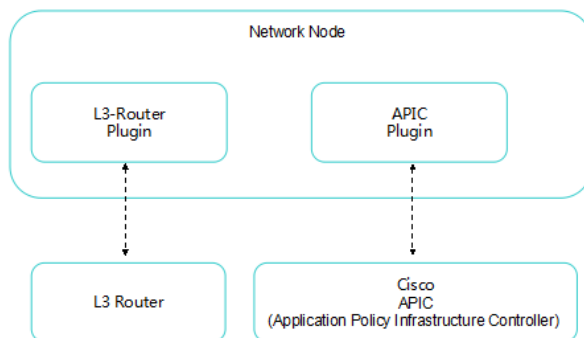 Network Node
L3-Router
Plugin
APIC
Plugin
L3 Router
Cisco
APIC
(Application Policy Infrastructure Controller)